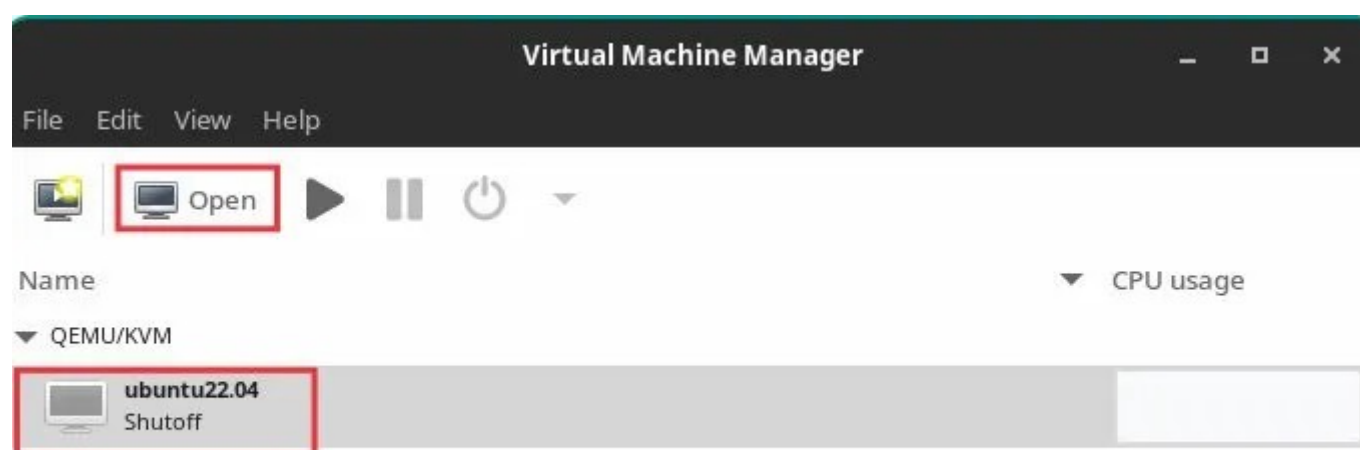 Virtual Machine Manager
File Edit View Help
Open
Name CPU usage
QEMU/KVM
ubuntu22.04
Shutoff